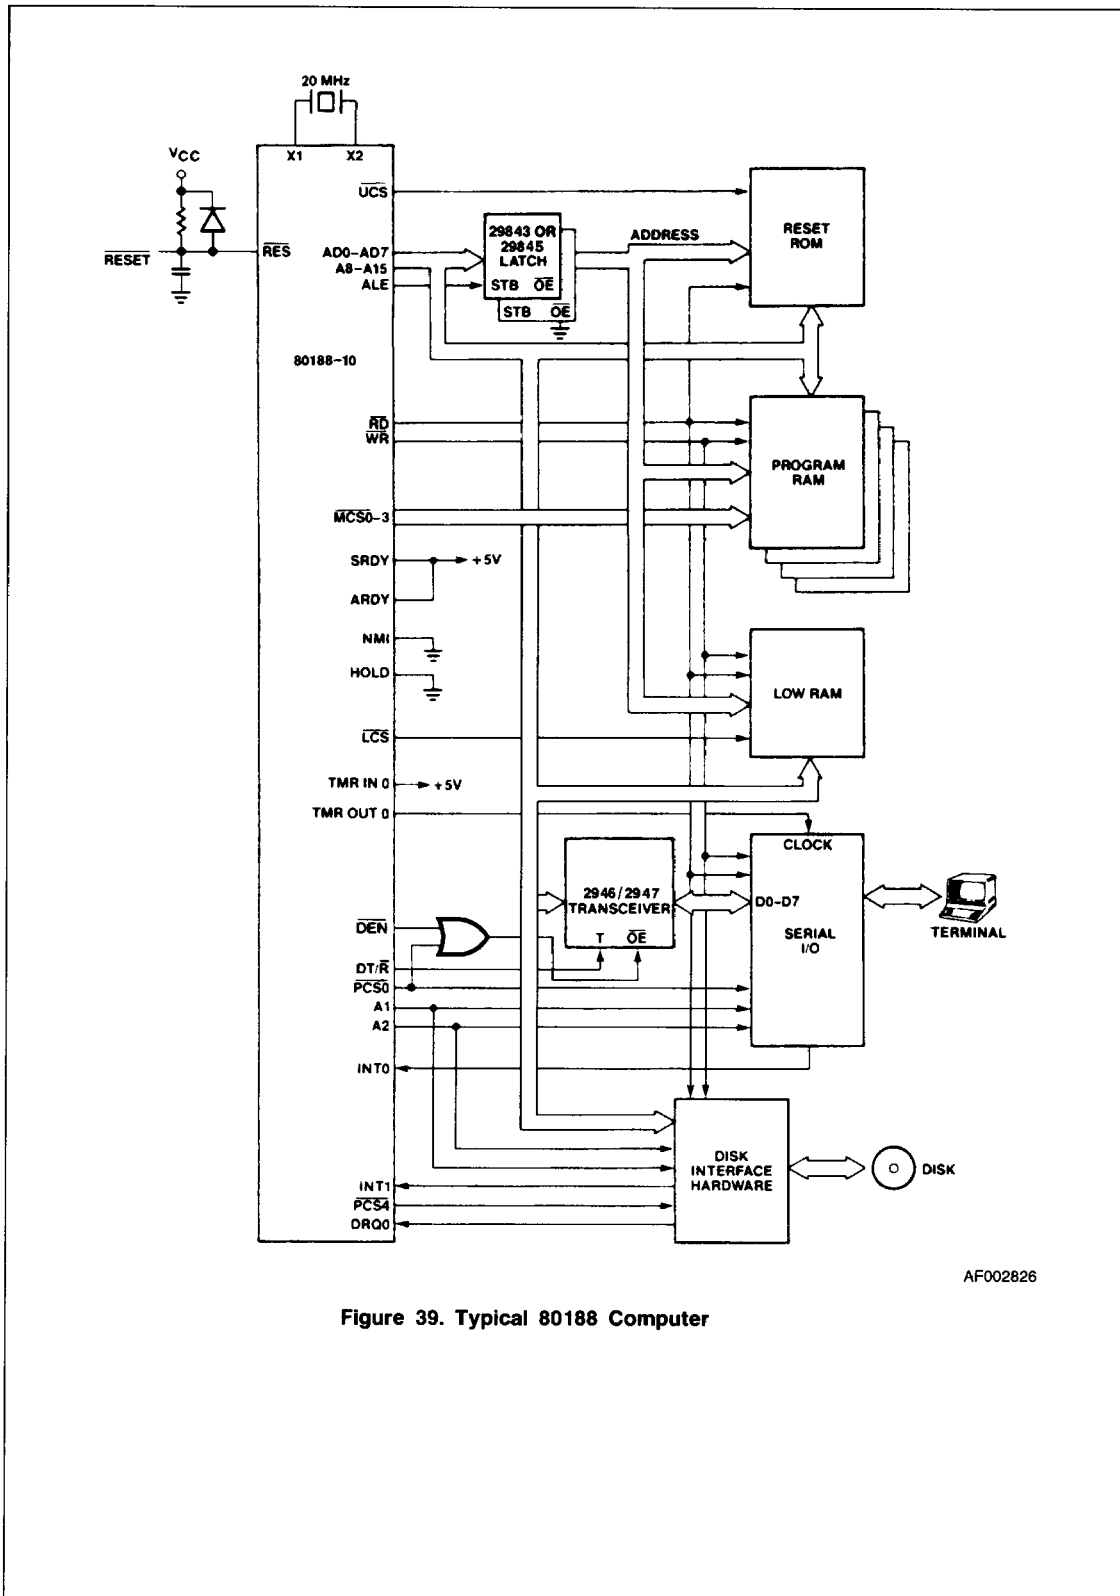 20 MHz
X1 X2
VCC
RESET
RES
UCS
AD0-AD7
A8-A15
ALE
29843 OR
29845
LATCH
STB OE
STB OE
ADDRESS
RESET
ROM
80188-10
RD
WR
PROGRAM
RAM
MCS0-3
SRDY
+5V
ARDY
NMI
HOLD
LOW RAM
LCS
TMR IN 0
+5V
TMR OUT 0
CLOCK
2946/2947
TRANSCEIVER
T OE
D0-D7
SERIAL
I/O
TERMINAL
DEN
DT/R
PCS0
A1
A2
INT0
DISK
INTERFACE
HARDWARE
DISK
INT1
PCS4
DRQ0
AF002826
Figure 39. Typical 80188 Computer